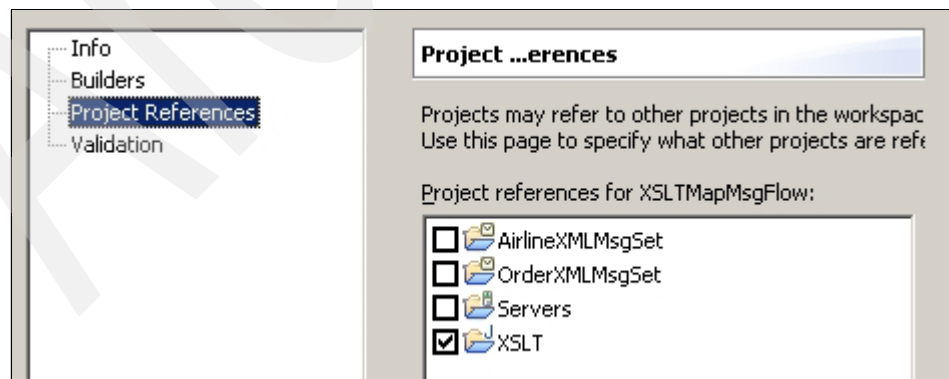 Info
Builders
Project References
Validation
Project ...erences
Projects may refer to other projects in the workspac
Use this page to specify what other projects are refe
Project references for XSLTMapMsgFlow:
AirlineXMLMsgSet
OrderXMLMsgSet
Servers
XSLT